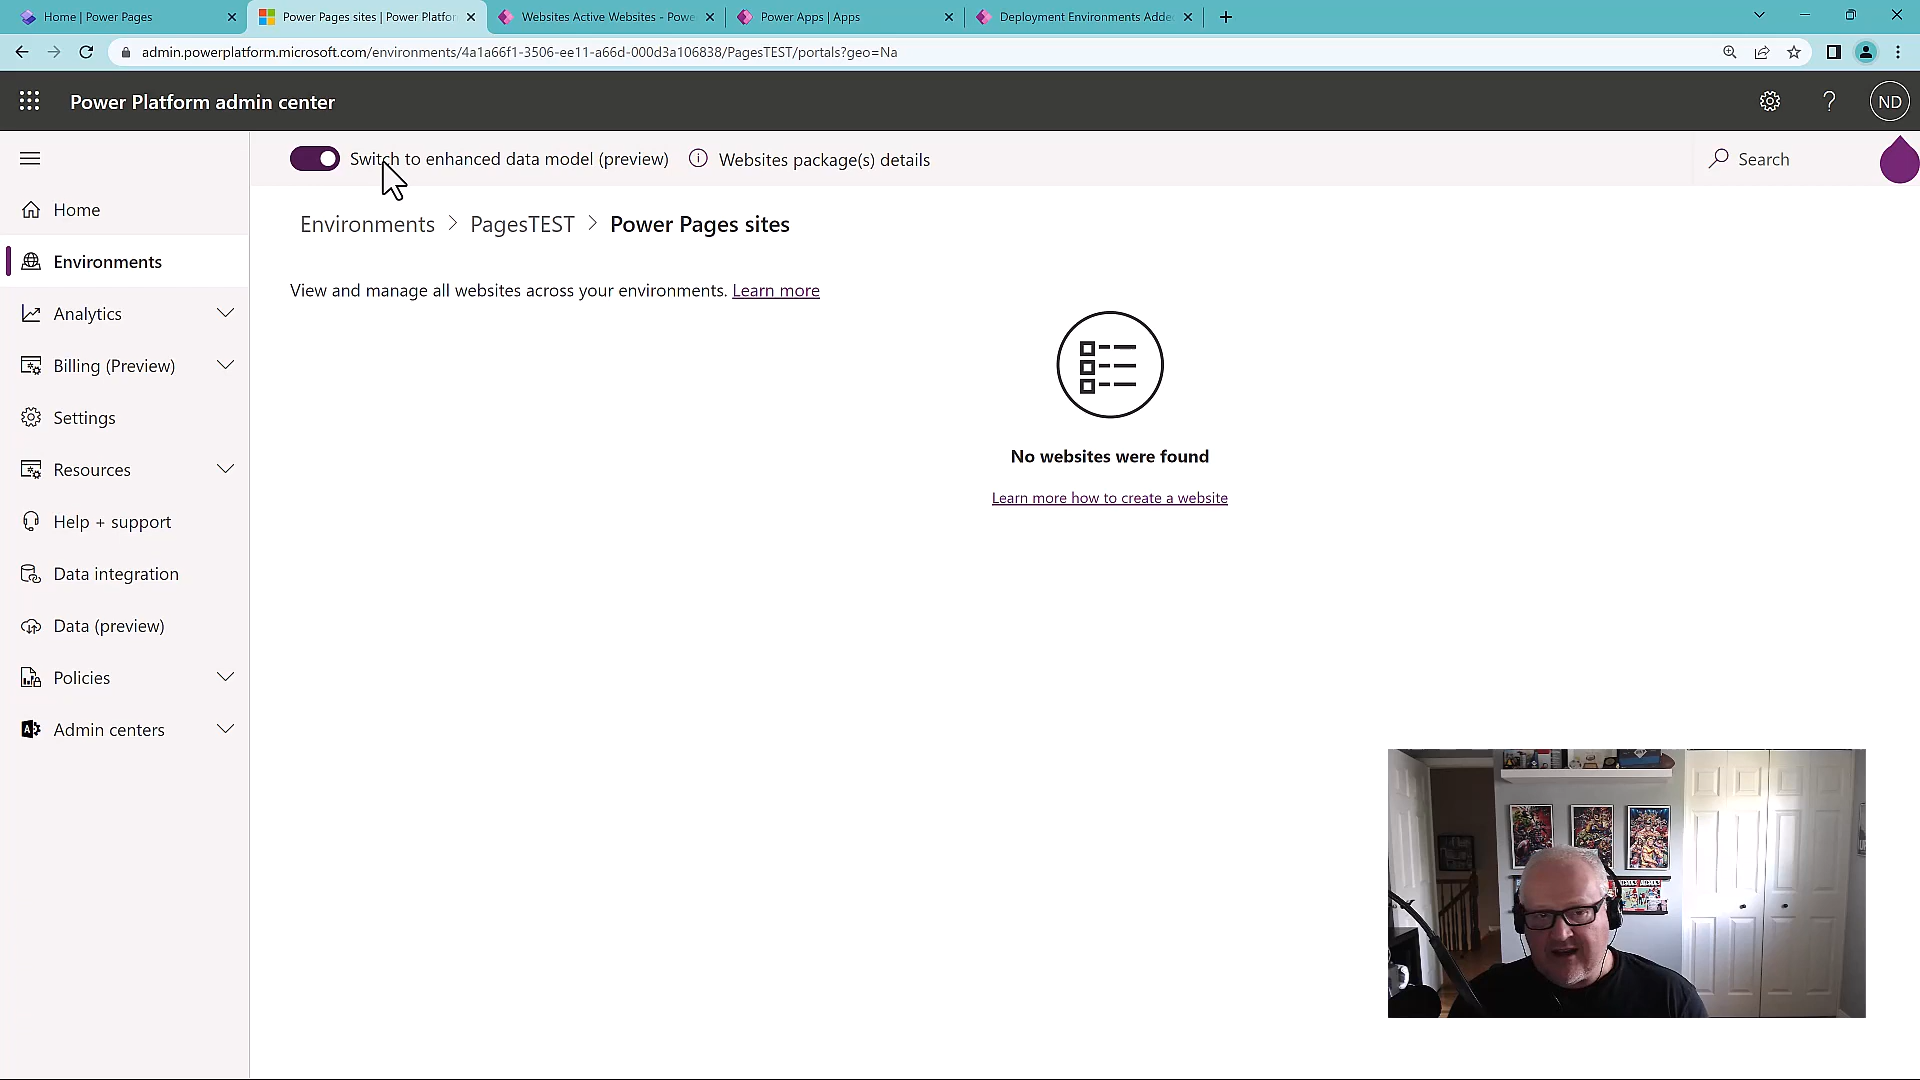 Home | Power Pages
Power Pages sites | Power Platfor
Websites Active Websites - Powe
Power Apps | Apps
Deployment Environments Adde
admin.powerplatform.microsoft.com/environments/4a1a66f1-3506-ee11-a66d-000d3a106838/PagesTEST/portals?geo=Na
Power Platform admin center
ND
Switch to enhanced data model (preview)
Websites package(s) details
Search
Home
Environments
Analytics
Billing (Preview)
Settings
Resources
Help + support
Data integration
Data (preview)
Policies
Admin centers
Environments > PagesTEST > Power Pages sites
View and manage all websites across your environments. Learn more
No websites were found
Learn more how to create a website